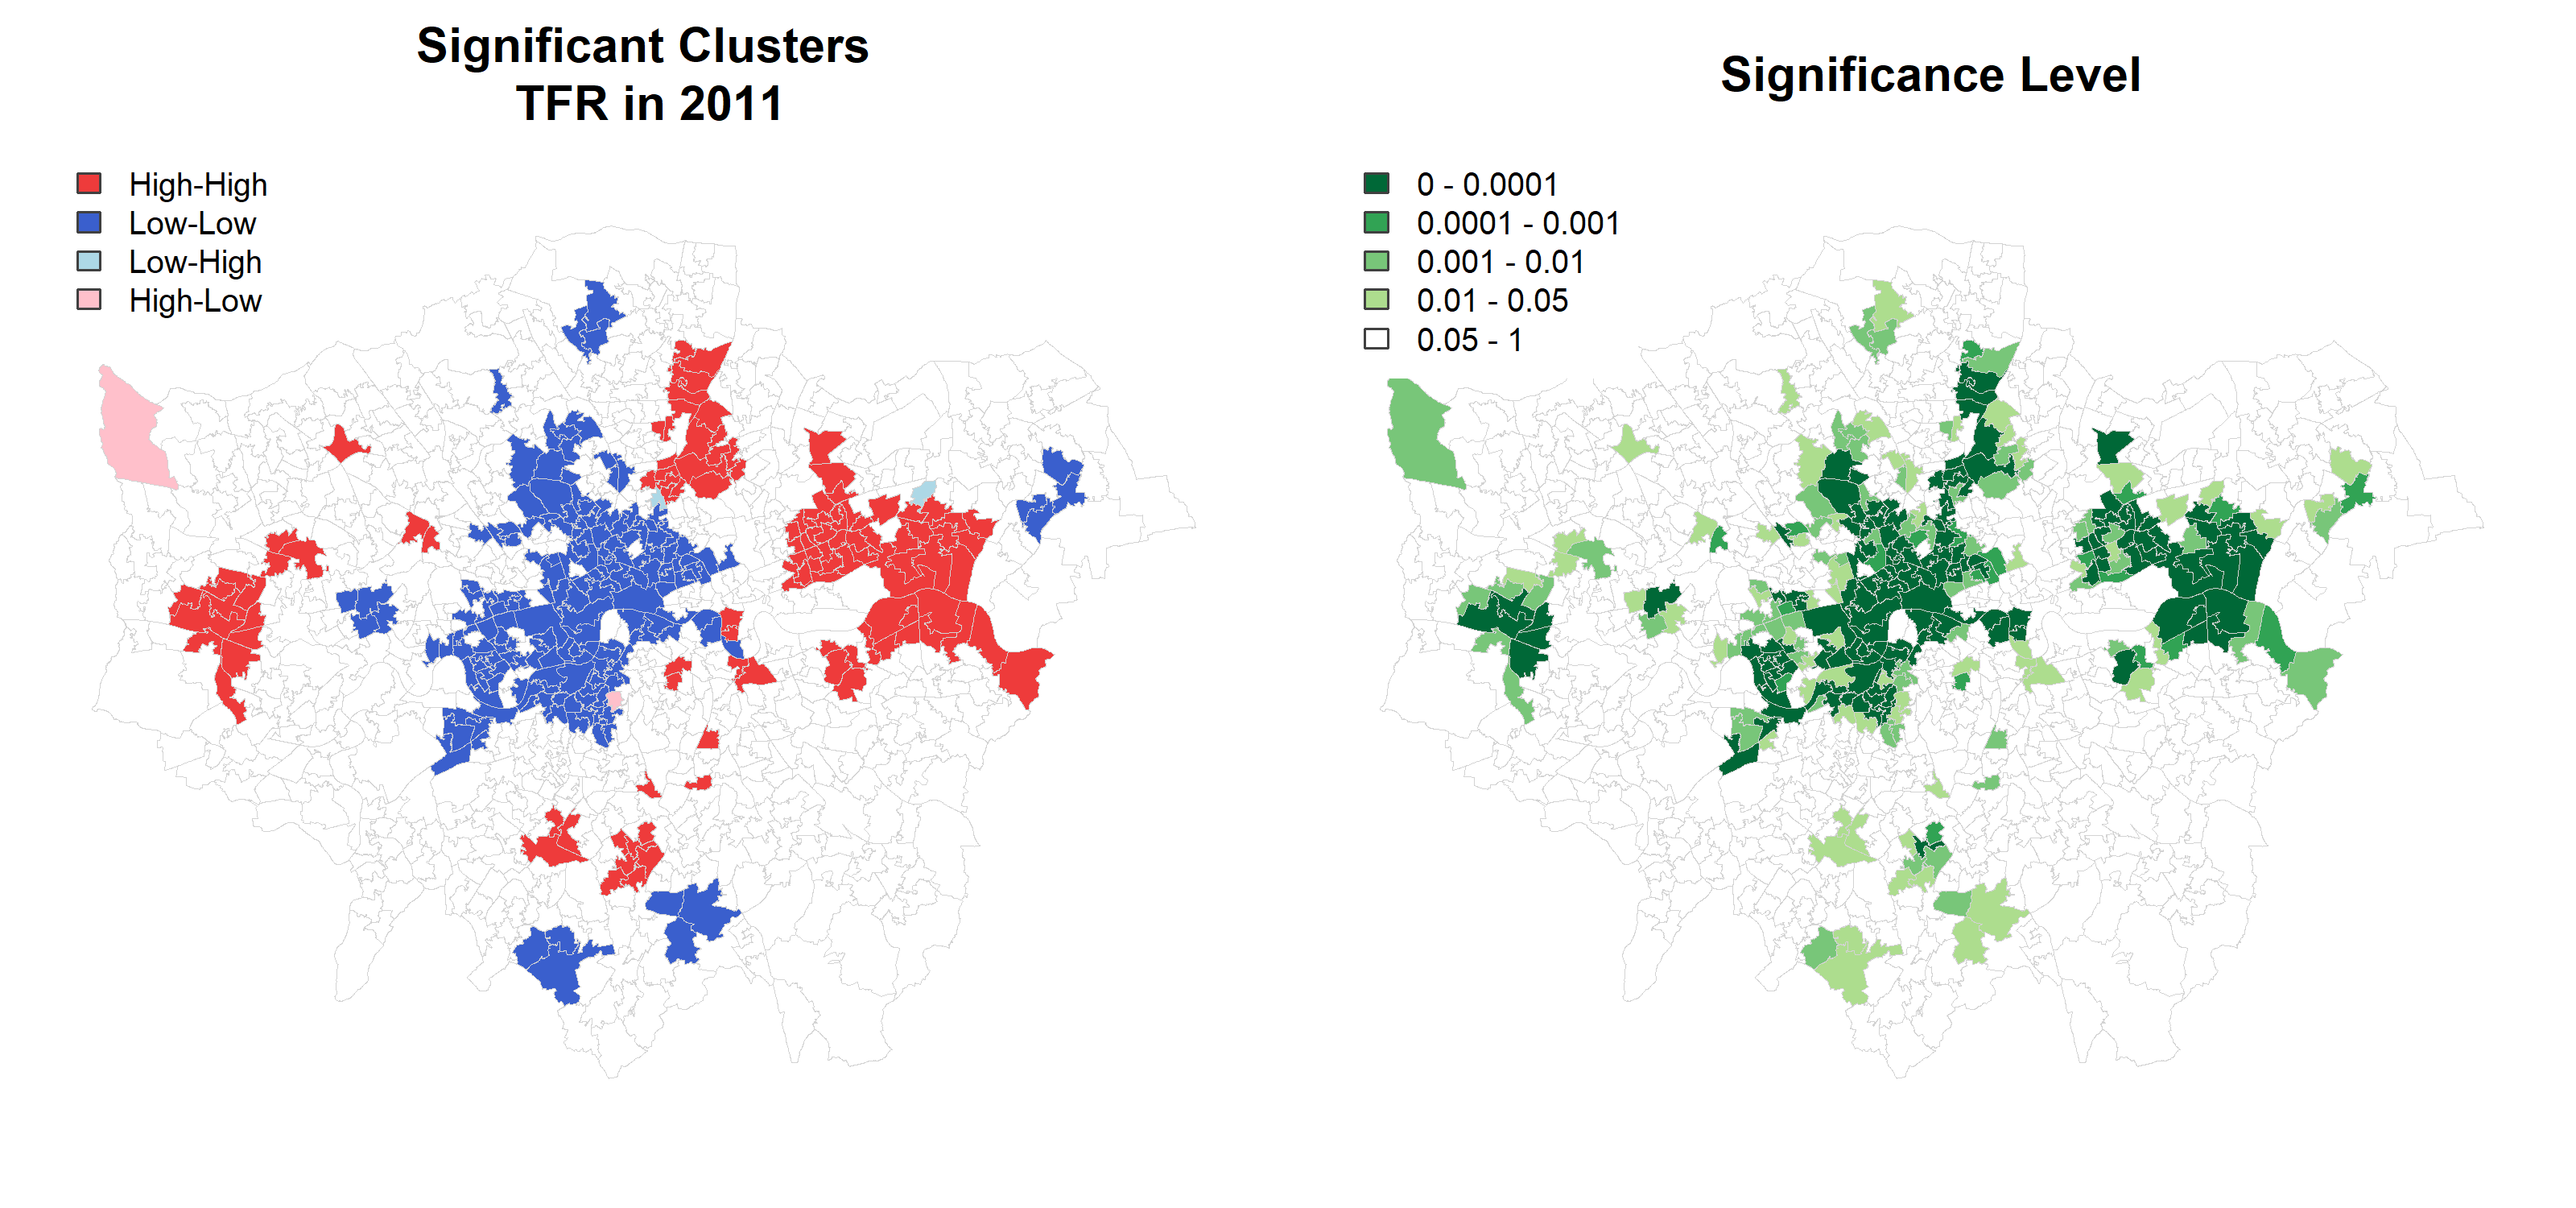 Significant Clusters
TFR in 2011
High-High
Low-Low
Low-High
High-Low
Significance Level
0 - 0.0001
0.0001 - 0.001
0.001 - 0.01
0.01 - 0.05
0.05 - 1